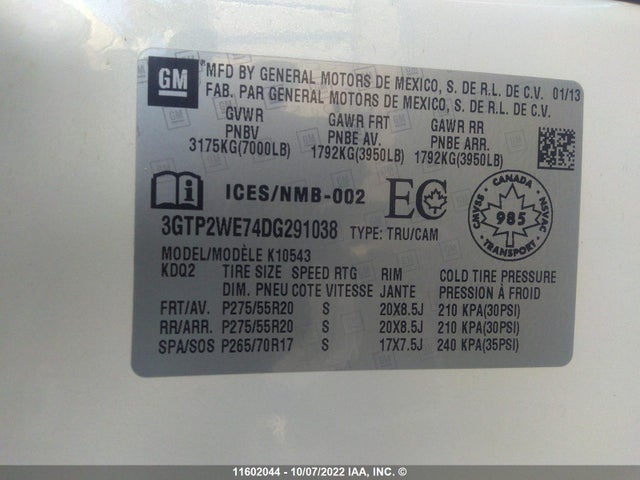 GM
MFD BY GENERAL MOTORS DE MEXICO, S. DE R.L. DE C.V. 01/13
FAB. PAR GENERAL MOTORS DE MEXICO, S. DE R.L. DE C.V.
GVWR GAWR FRT GAWR RR
PNBV PNBE AV. PNBE ARR.
3175KG(7000LB) 1792KG(3950LB) 1792KG(3950LB)
ICES/NMB-002 EC CANADA CMVSS 985 NSVAC
3GTP2WE74DG291038 TYPE: TRU/CAM
MODEL/MODÈLE K10543
KDQ2 TIRE SIZE SPEED RTG RIM COLD TIRE PRESSURE
DIM. PNEU COTE VITESSE JANTE PRESSION À FROID
FRT/AV. P275/55R20 S 20X8.5J 210 KPA(30PSI)
RR/ARR. P275/55R20 S 20X8.5J 210 KPA(30PSI)
SPA/SOS P265/70R17 S 17X7.5J 240 KPA(35PSI)
11602044 - 10/07/2022 IAA, INC. ©